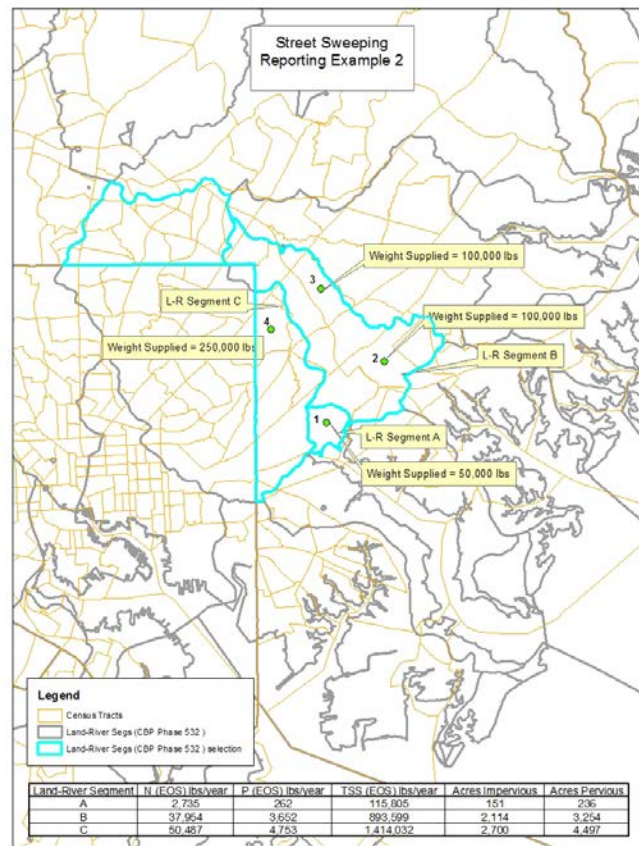 Street Sweeping
Reporting Example 2
Weight Supplied = 100,000 lbs
3
L-R Segment C
4
Weight Supplied = 100,000 lbs
Weight Supplied = 250,000 lbs
2
L-R Segment B
1
L-R Segment A
Weight Supplied = 50,000 lbs
Legend
Census Tracts
Land-River Segs (CBP Phase 532 )
Land-River Segs (CBP Phase 532 ) selection
Land-River Segment N (EOS) lbs/year P (EOS) lbs/year TSS (EOS) lbs/year Acres Impervious Acres Pervious
A 2,735 262 115,805 151 236
B 37,954 3,652 893,599 2,114 3,254
C 50,487 4,753 1,414,032 2,700 4,497